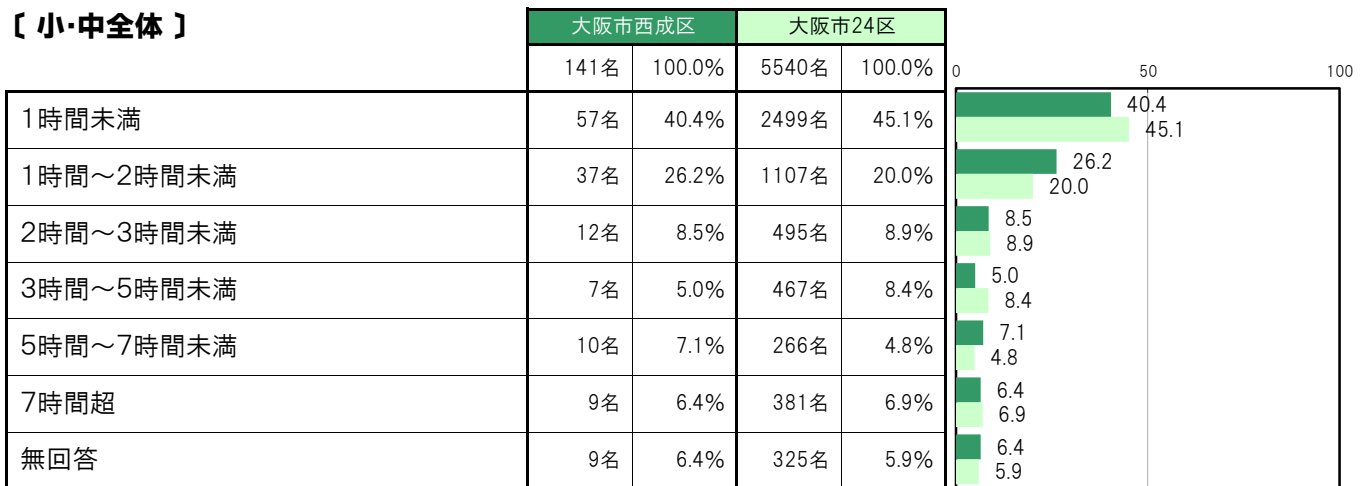 〔 小・中全体 〕
大阪市西成区 大阪市24区
141名 100.0% 5540名 100.0%
0 50 100
1時間未満 57名 40.4% 2499名 45.1%
40.4
45.1
1時間～2時間未満 37名 26.2% 1107名 20.0%
26.2
20.0
2時間～3時間未満 12名 8.5% 495名 8.9%
8.5
8.9
3時間～5時間未満 7名 5.0% 467名 8.4%
5.0
8.4
5時間～7時間未満 10名 7.1% 266名 4.8%
7.1
4.8
7時間超 9名 6.4% 381名 6.9%
6.4
6.9
無回答 9名 6.4% 325名 5.9%
6.4
5.9